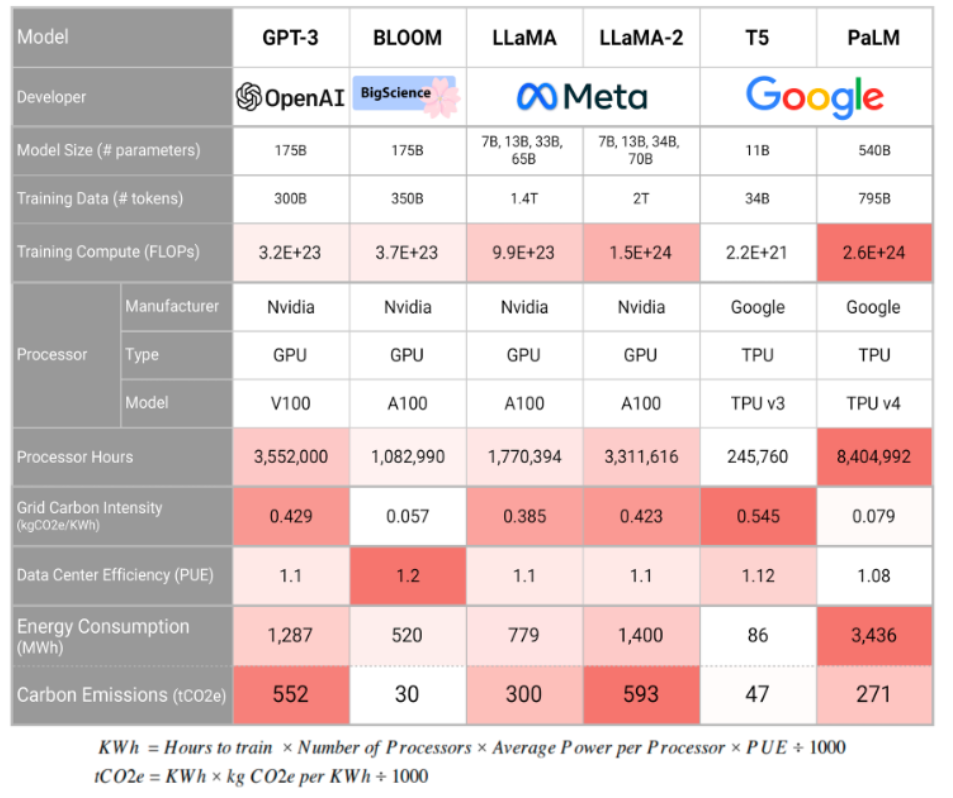 Model GPT-3 BLOOM LLaMA LLaMA-2 T5 PaLM
Developer OpenAI BigScience Meta Google
Model Size (# parameters) 175B 175B 7B, 13B, 33B, 65B 7B, 13B, 34B, 70B 11B 540B
Training Data (# tokens) 300B 350B 1.4T 2T 34B 795B
Training Compute (FLOPs) 3.2E+23 3.7E+23 9.9E+23 1.5E+24 2.2E+21 2.6E+24
Processor
Manufacturer Nvidia Nvidia Nvidia Nvidia Google Google
Type GPU GPU GPU GPU TPU TPU
Model V100 A100 A100 A100 TPU v3 TPU v4
Processor Hours 3,552,000 1,082,990 1,770,394 3,311,616 245,760 8,404,992
Grid Carbon Intensity (kgCO2e/KWh) 0.429 0.057 0.385 0.423 0.545 0.079
Data Center Efficiency (PUE) 1.1 1.2 1.1 1.1 1.12 1.08
Energy Consumption (MWh) 1,287 520 779 1,400 86 3,436
Carbon Emissions (tCO2e) 552 30 300 593 47 271
KWh = Hours to train × Number of Processors × Average Power per Processor × PUE ÷ 1000
tCO2e = KWh × kg CO2e per KWh ÷ 1000